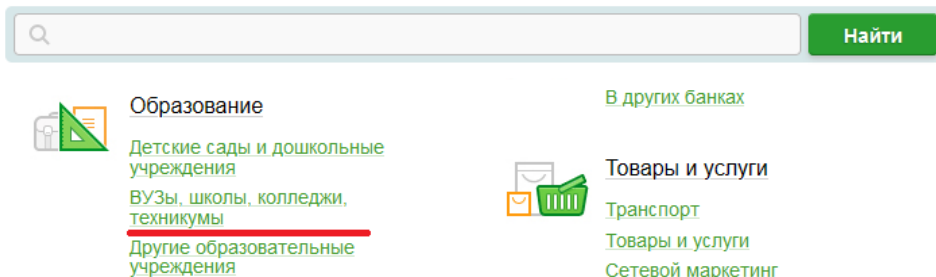 Найти
Образование
Детские сады и дошкольные
учреждения
ВУЗы, школы, колледжи,
техникумы
Другие образовательные
учреждения
В других банках
Товары и услуги
Транспорт
Товары и услуги
Сетевой маркетинг